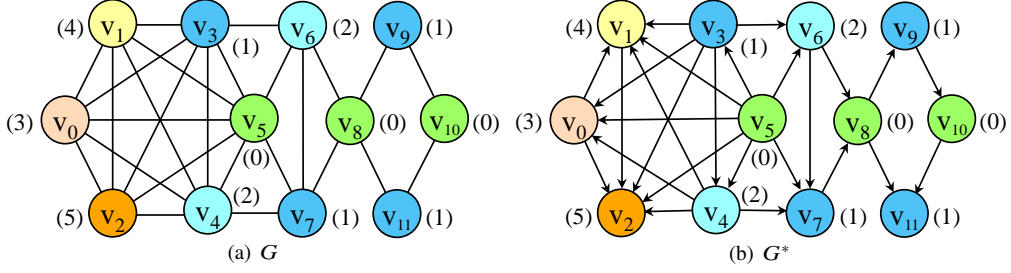 (4) v₁ v₃ (1) v₆ (2) v₉ (1)
(3) v₀ v₅ (0) v₈ (0) v₁₀ (0)
(5) v₂ v₄ (2) v₇ (1) v₁₁ (1)
(a) G
(4) v₁ v₃ (1) v₆ (2) v₉ (1)
(3) v₀ v₅ (0) v₈ (0) v₁₀ (0)
(5) v₂ v₄ (2) v₇ (1) v₁₁ (1)
(b) G*